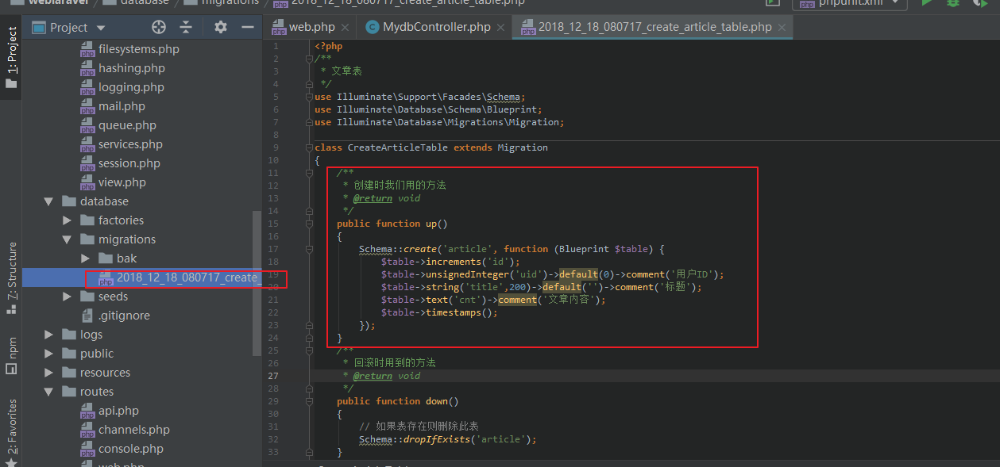 weblaravel database migrations 2018_12_18_080717_create_article_table.php phpunit.xml
Project
web.php
MydbController.php
2018_12_18_080717_create_article_table.php
1: Project
Z: Structure
npm
2: Favorites
filesystems.php
hashing.php
logging.php
mail.php
queue.php
services.php
session.php
view.php
database
factories
migrations
bak
2018_12_18_080717_create_
seeds
.gitignore
logs
public
resources
routes
api.php
channels.php
console.php
web.php
1 <?php
2 /**
3 * 文章表
4 */
5 use Illuminate\Support\Facades\Schema;
6 use Illuminate\Database\Schema\Blueprint;
7 use Illuminate\Database\Migrations\Migration;
8
9 class CreateArticleTable extends Migration
10 {
11 /**
12 * 创建时我们用的方法
13 * @return void
14 */
15 public function up()
16 {
17 Schema::create('article', function (Blueprint $table) {
18 $table->increments('id');
19 $table->unsignedInteger('uid')->default(0)->comment('用户ID');
20 $table->string('title',200)->default('')->comment('标题');
21 $table->text('cnt')->comment('文章内容');
22 $table->timestamps();
23 });
24 }
25 /**
26 * 回滚时用到的方法
27 * @return void
28 */
29 public function down()
30 {
31 // 如果表存在则删除此表
32 Schema::dropIfExists('article');
33 }